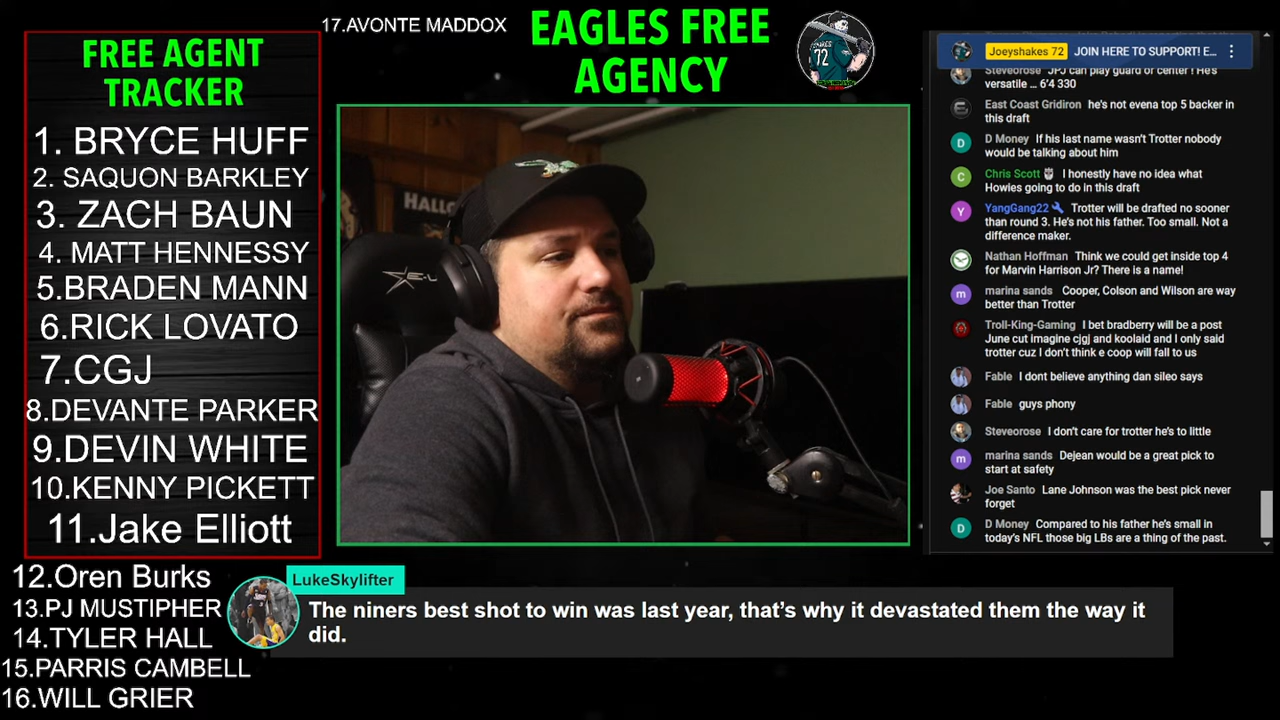 17.AVONTE MADDOX
EAGLES FREE
AGENCY
FREE AGENT
TRACKER
1. BRYCE HUFF
2. SAQUON BARKLEY
3. ZACH BAUN
4. MATT HENNESSY
5.BRADEN MANN
6.RICK LOVATO
7.CGJ
8.DEVANTE PARKER
9.DEVIN WHITE
10.KENNY PICKETT
11.Jake Elliott
12.Oren Burks
13.PJ MUSTIPHER
14.TYLER HALL
15.PARRIS CAMBELL
16.WILL GRIER
72
HALL
Joeyshakes 72 JOIN HERE TO SUPPORT! E...
Steveorose JPJ can play guard or center ! He's
versatile ... 6'4 330
East Coast Gridiron he's not evena top 5 backer in
this draft
D Money If his last name wasn't Trotter nobody
would be talking about him
Chris Scott I honestly have no idea what
Howies going to do in this draft
YangGang22 Trotter will be drafted no sooner
than round 3. He's not his father. Too small. Not a
difference maker.
Nathan Hoffman Think we could get inside top 4
for Marvin Harrison Jr? There is a name!
marina sands Cooper, Colson and Wilson are way
better than Trotter
Troll-King-Gaming I bet bradberry will be a post
June cut imagine cjgj and koolaid and I only said
trotter cuz I don't think e coop will fall to us
Fable I dont believe anything dan sileo says
Fable guys phony
Steveorose I don't care for trotter he's to little
marina sands Dejean would be a great pick to
start at safety
Joe Santo Lane Johnson was the best pick never
forget
D Money Compared to his father he's small in
today's NFL those big LBs are a thing of the past.
LukeSkylifter
The niners best shot to win was last year, that's why it devastated them the way it
did.